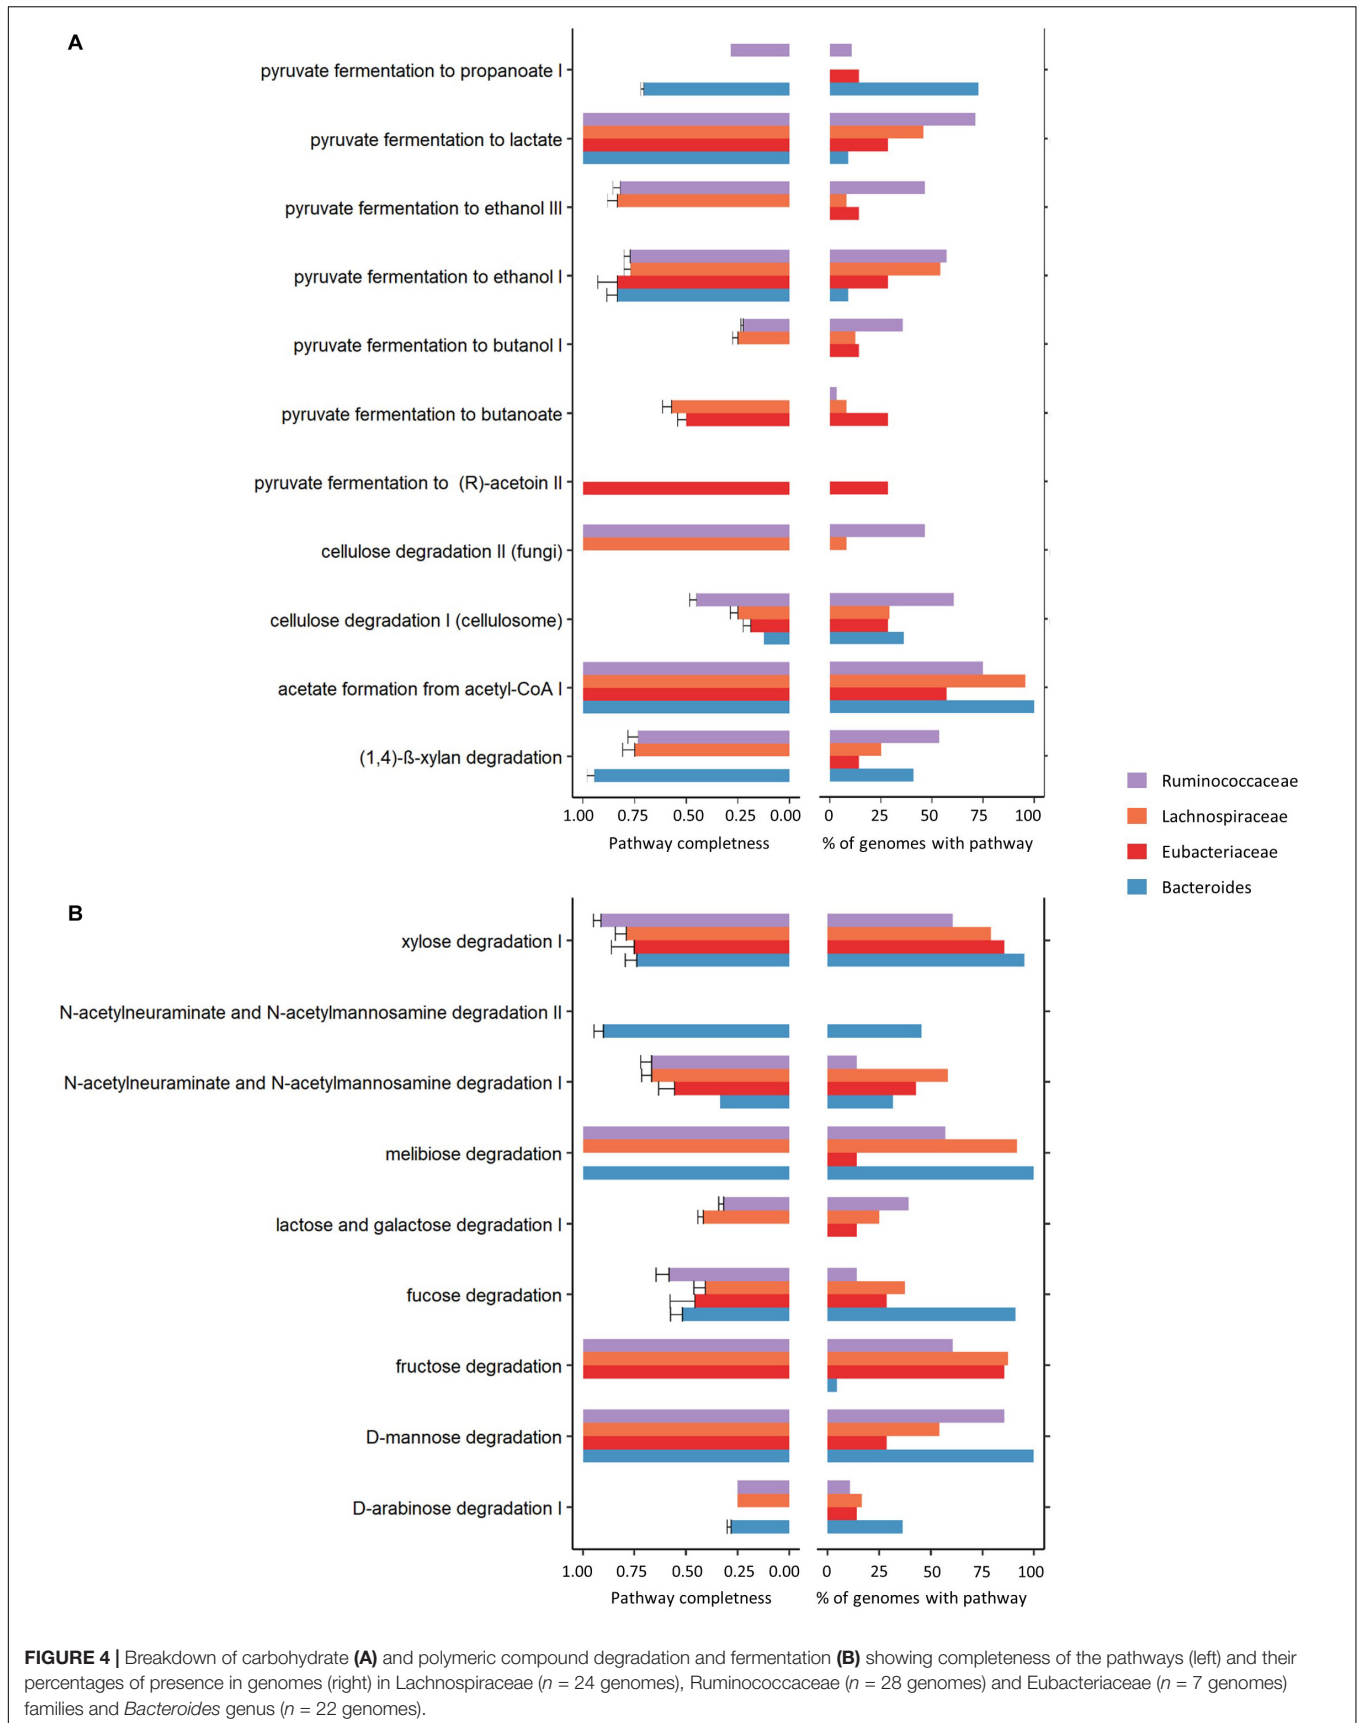 A
pyruvate fermentation to propanoate I
pyruvate fermentation to lactate
pyruvate fermentation to ethanol III
pyruvate fermentation to ethanol I
pyruvate fermentation to butanol I
pyruvate fermentation to butanoate
pyruvate fermentation to (R)-acetoin II
cellulose degradation II (fungi)
cellulose degradation I (cellulosome)
acetate formation from acetyl-CoA I
(1,4)-ß-xylan degradation
1.00 0.75 0.50 0.25 0.00 0 25 50 75 100
Pathway completness % of genomes with pathway
Ruminococcaceae
Lachnospiraceae
Eubacteriaceae
Bacteroides
B
xylose degradation I
N-acetylneuraminate and N-acetylmannosamine degradation II
N-acetylneuraminate and N-acetylmannosamine degradation I
melibiose degradation
lactose and galactose degradation I
fucose degradation
fructose degradation
D-mannose degradation
D-arabinose degradation I
1.00 0.75 0.50 0.25 0.00 0 25 50 75 100
Pathway completness % of genomes with pathway
FIGURE 4 | Breakdown of carbohydrate (A) and polymeric compound degradation and fermentation (B) showing completeness of the pathways (left) and their
percentages of presence in genomes (right) in Lachnospiraceae (n = 24 genomes), Ruminococcaceae (n = 28 genomes) and Eubacteriaceae (n = 7 genomes)
families and Bacteroides genus (n = 22 genomes).